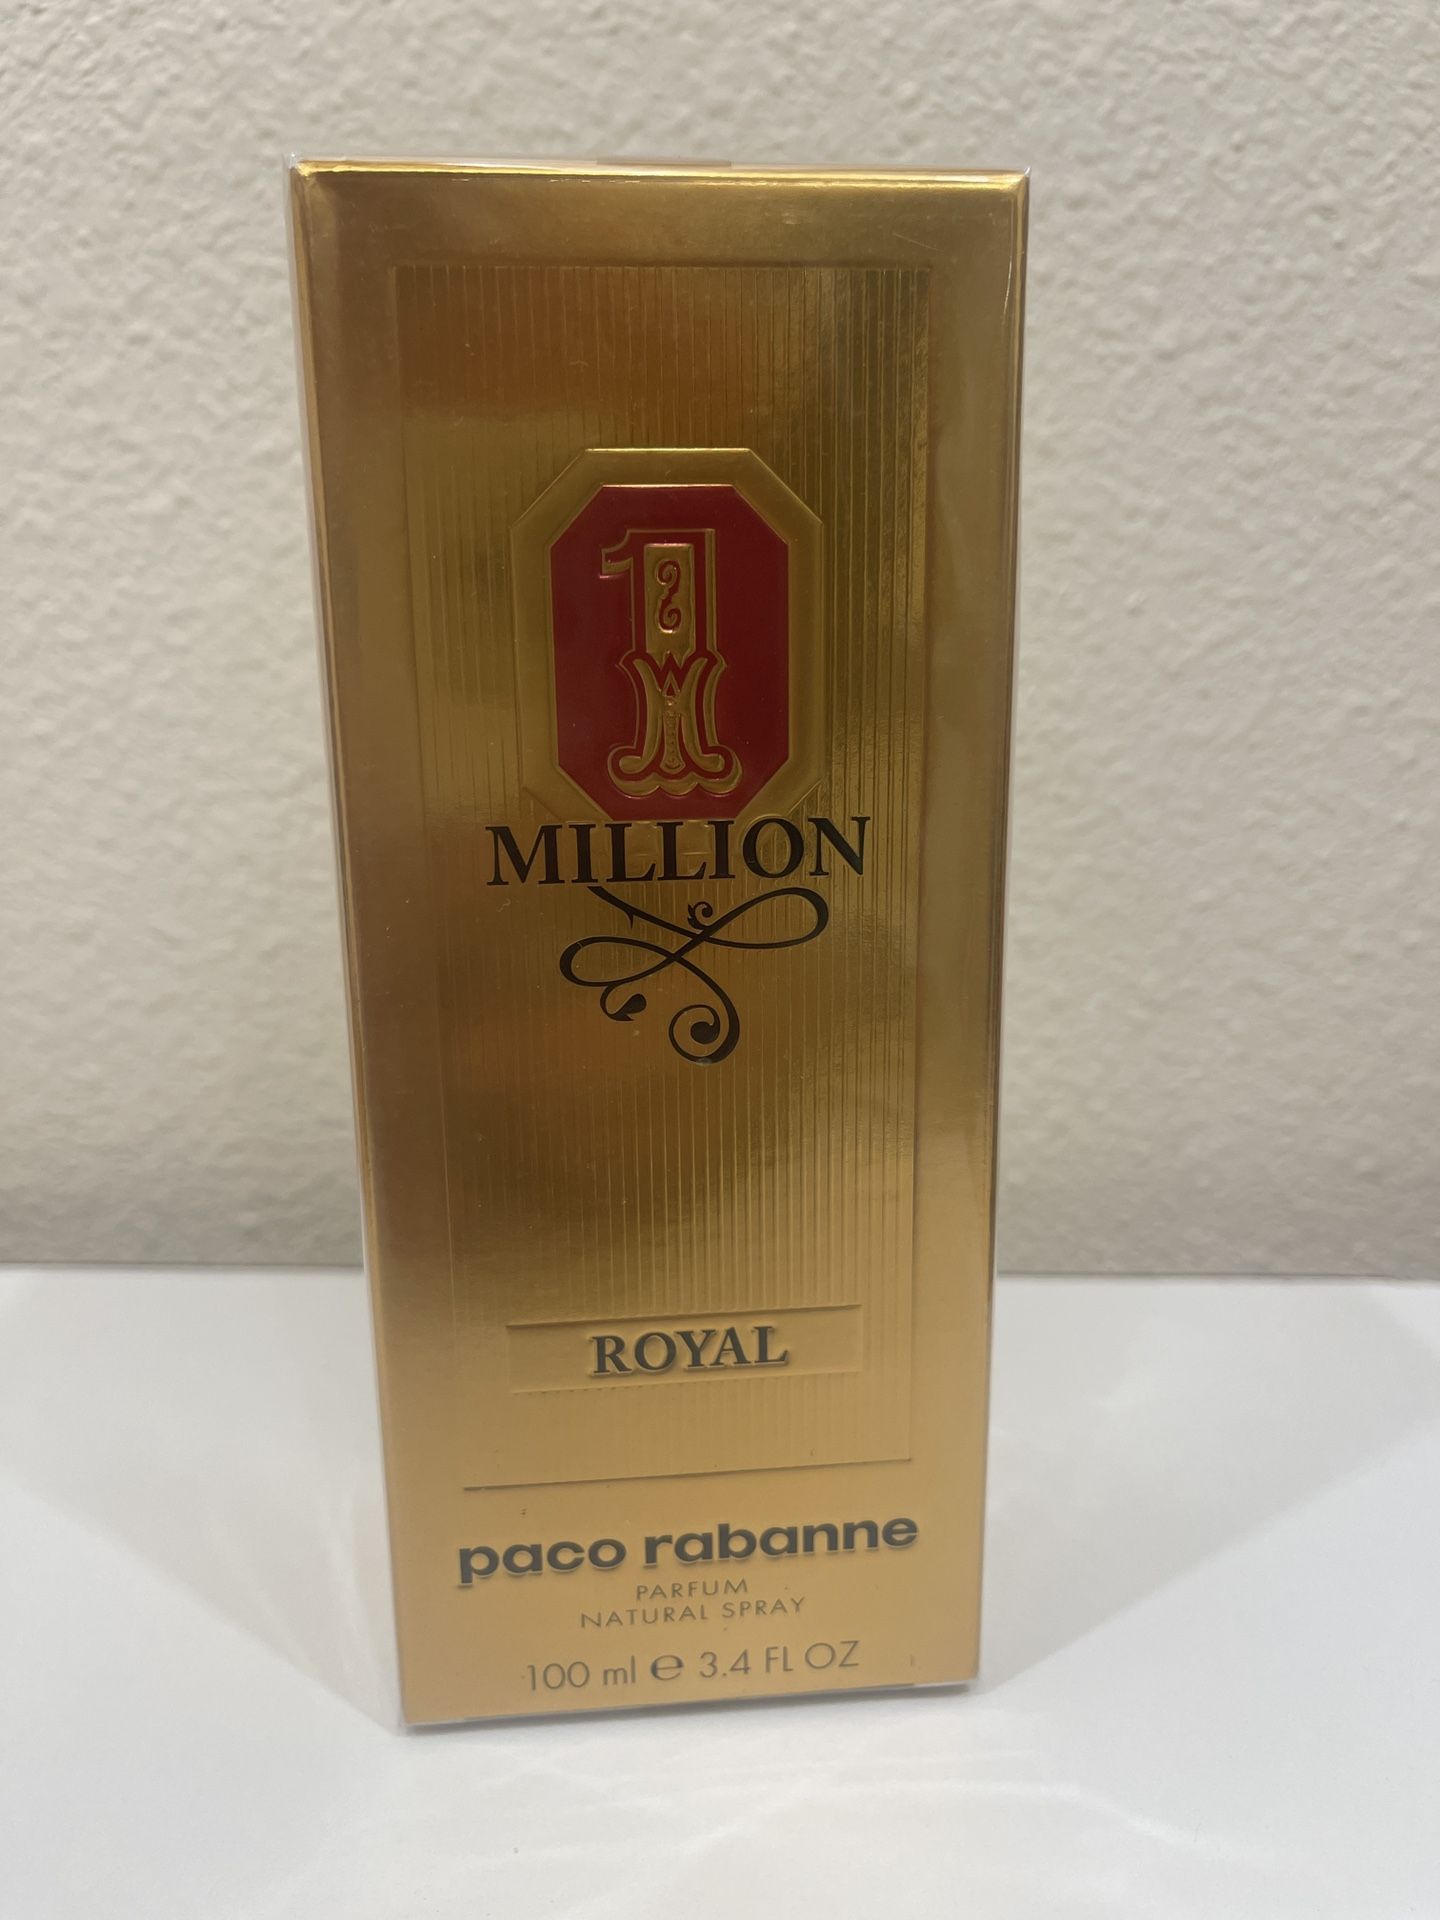 1
MILLION
ROYAL
paco rabanne
PARFUM
NATURAL SPRAY
100 ml e 3.4 FL OZ